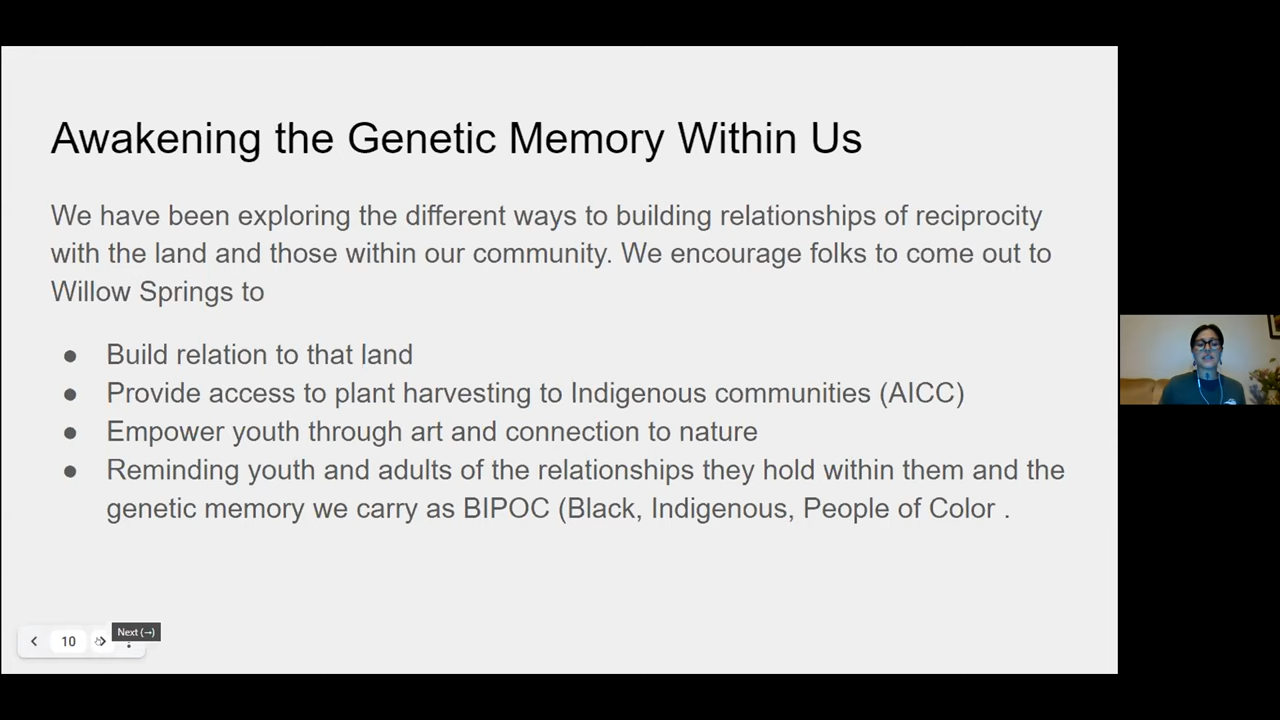 Awakening the Genetic Memory Within Us
We have been exploring the different ways to building relationships of reciprocity
with the land and those within our community. We encourage folks to come out to
Willow Springs to
● Build relation to that land
● Provide access to plant harvesting to Indigenous communities (AICC)
● Empower youth through art and connection to nature
● Reminding youth and adults of the relationships they hold within them and the
genetic memory we carry as BIPOC (Black, Indigenous, People of Color .
10
Next (→)